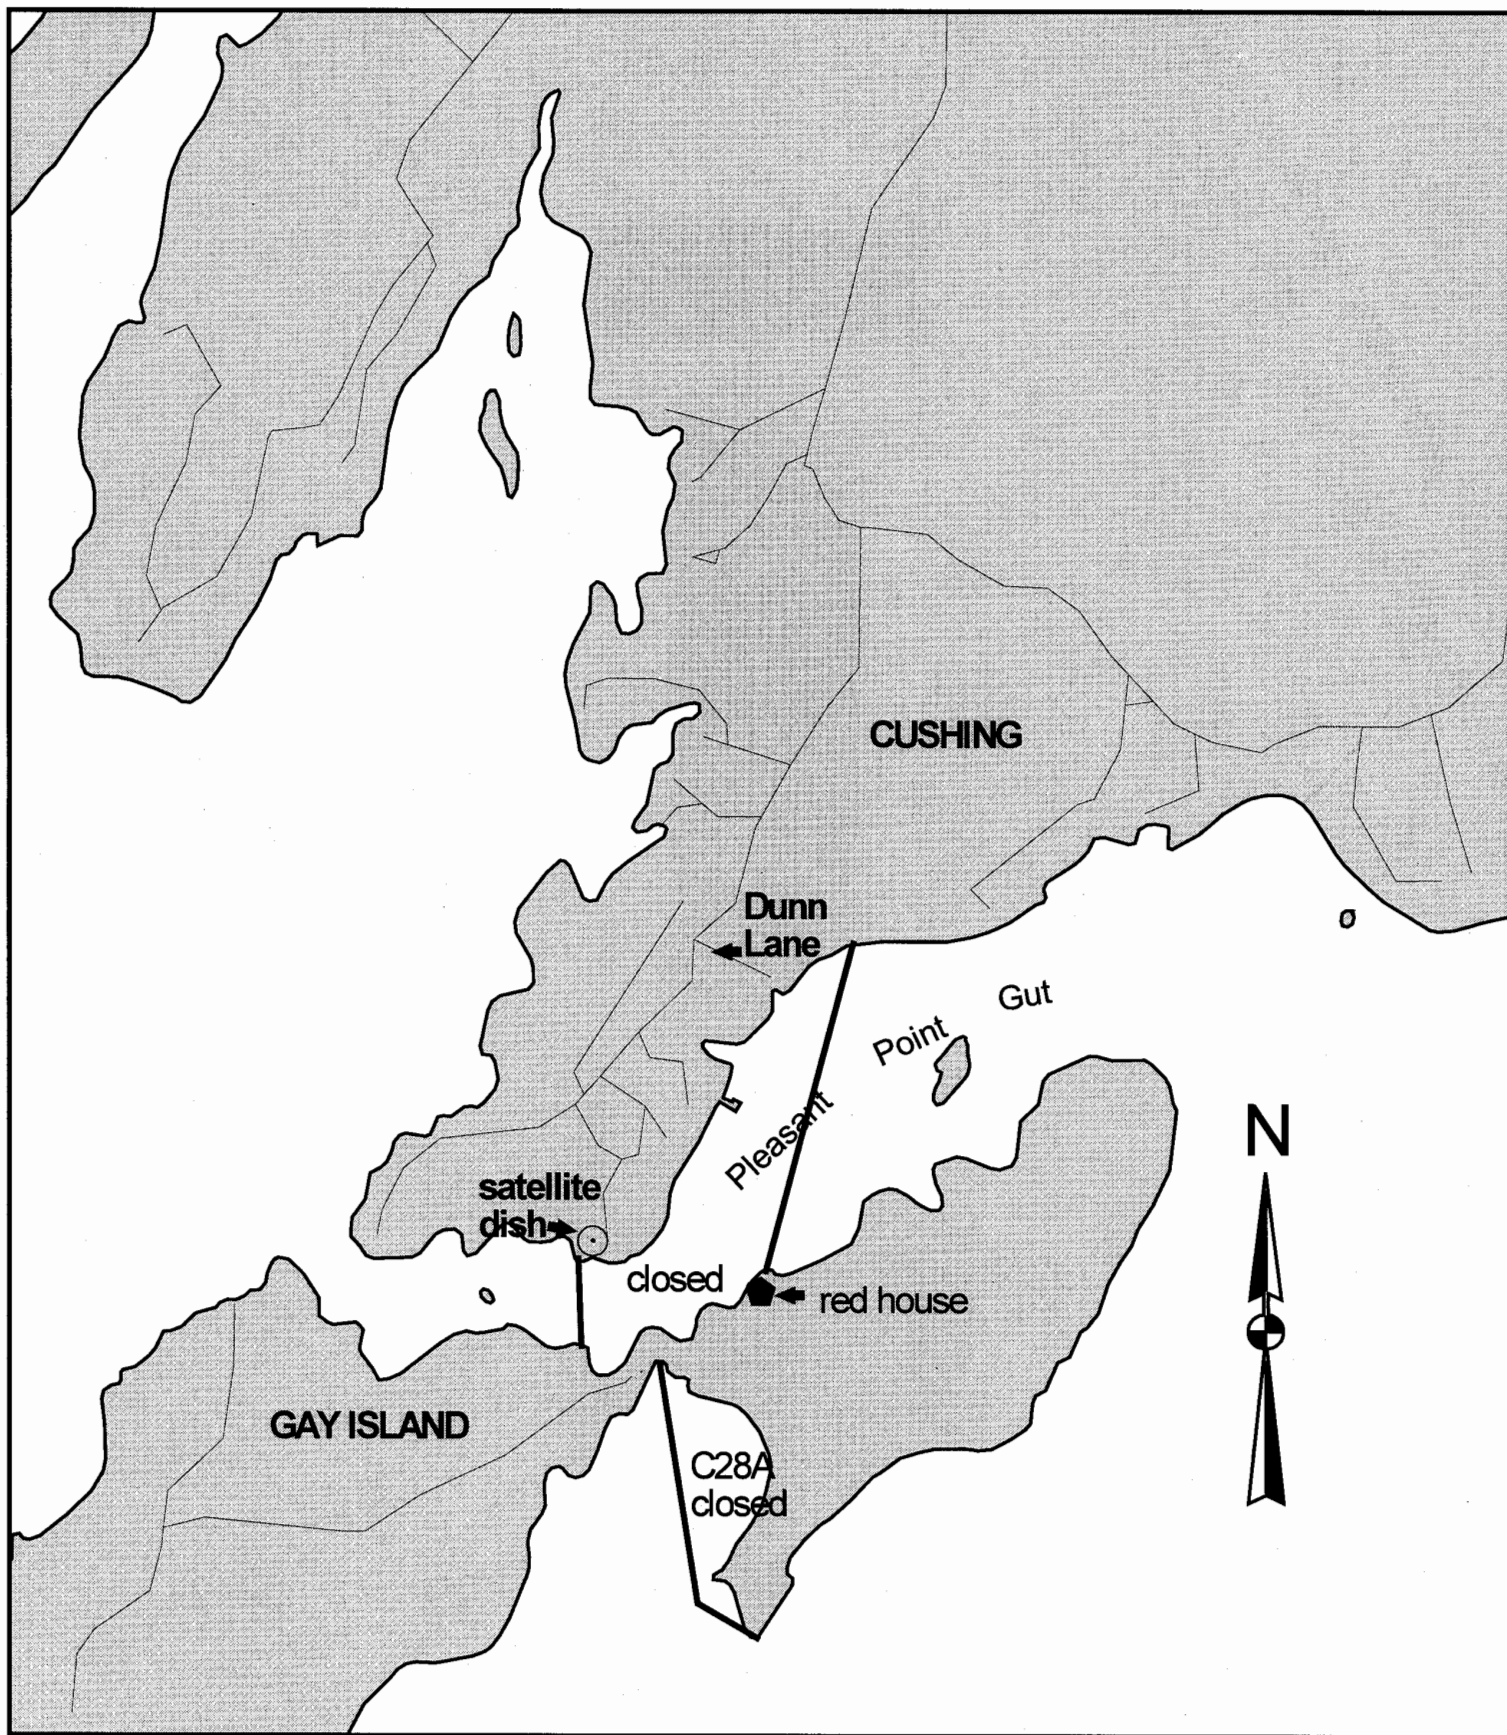 CUSHING
Dunn
Lane
Gut
Point
Pleasant
N
satellite
dish
closed
red house
GAY ISLAND
C28A
closed